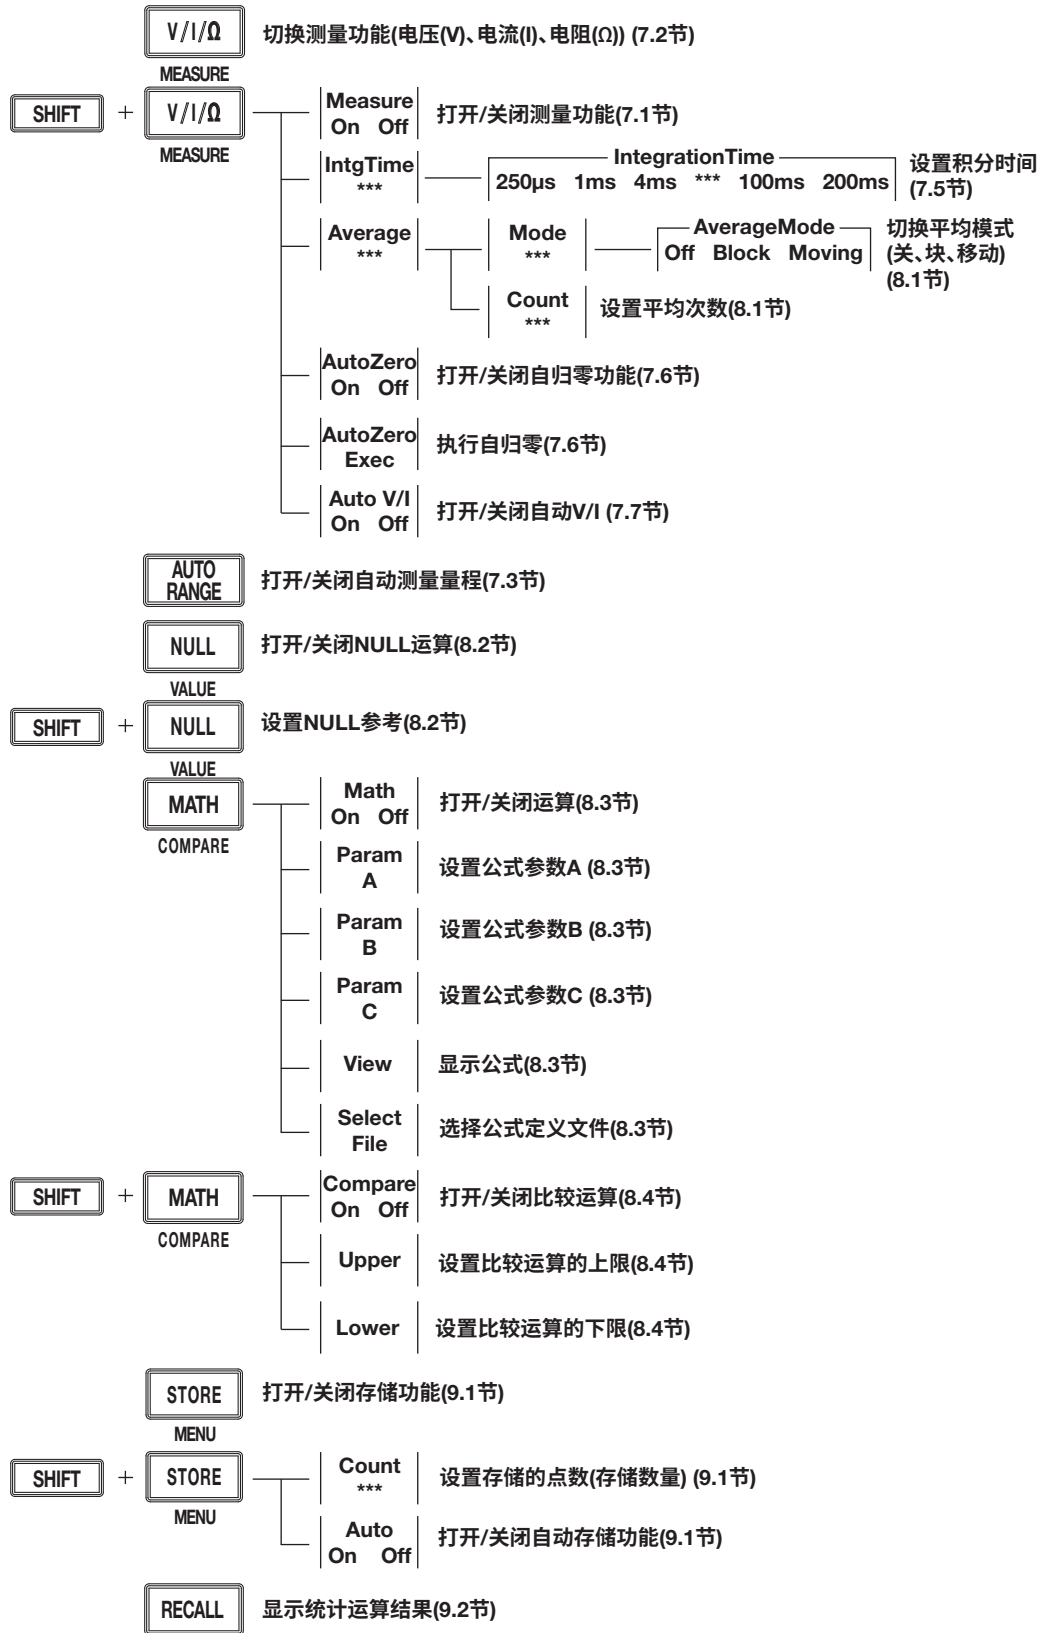 V/I/Ω 切换测量功能(电压(V)、电流(I)、电阻(Ω)) (7.2节)
MEASURE
SHIFT + V/I/Ω
MEASURE
Measure
On Off
打开/关闭测量功能(7.1节)
IntgTime
***
IntegrationTime
250µs 1ms 4ms *** 100ms 200ms
设置积分时间
(7.5节)
Average
***
Mode
***
AverageMode
Off Block Moving
切换平均模式
(关、块、移动)
(8.1节)
Count
***
设置平均次数(8.1节)
AutoZero
On Off
打开/关闭自归零功能(7.6节)
AutoZero
Exec
执行自归零(7.6节)
Auto V/I
On Off
打开/关闭自动V/I (7.7节)
AUTO
RANGE
打开/关闭自动测量量程(7.3节)
NULL 打开/关闭NULL运算(8.2节)
VALUE
SHIFT + NULL 设置NULL参考(8.2节)
VALUE
MATH
COMPARE
Math
On Off
打开/关闭运算(8.3节)
Param
A
设置公式参数A (8.3节)
Param
B
设置公式参数B (8.3节)
Param
C
设置公式参数C (8.3节)
View 显示公式(8.3节)
Select
File
选择公式定义文件(8.3节)
SHIFT + MATH
COMPARE
Compare
On Off
打开/关闭比较运算(8.4节)
Upper 设置比较运算的上限(8.4节)
Lower 设置比较运算的下限(8.4节)
STORE 打开/关闭存储功能(9.1节)
MENU
SHIFT + STORE
MENU
Count
***
设置存储的点数(存储数量) (9.1节)
Auto
On Off
打开/关闭自动存储功能(9.1节)
RECALL 显示统计运算结果(9.2节)